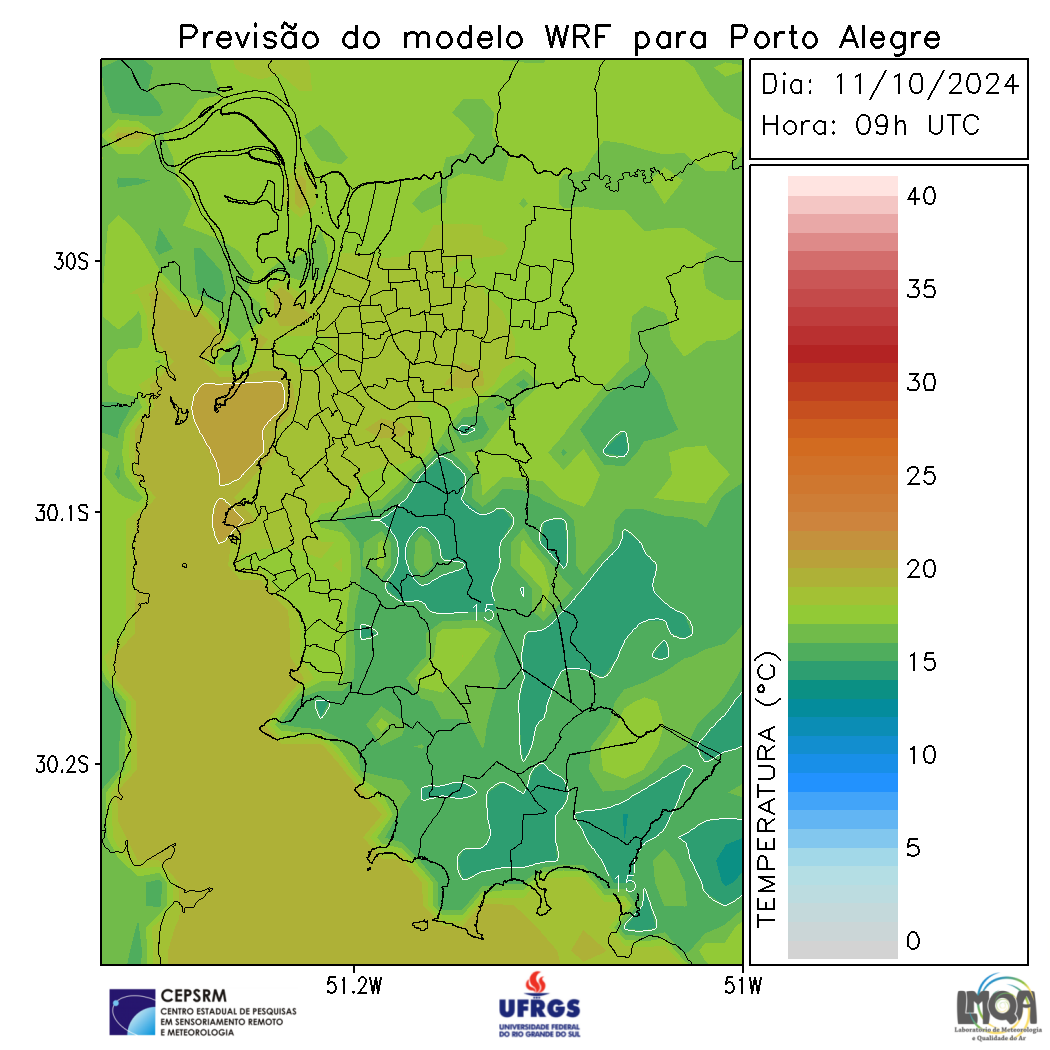 Previsão do modelo WRF para Porto Alegre
Dia: 11/10/2024
Hora: 09h UTC
40
35
30
25
20
15
10
5
0
TEMPERATURA (°C)
30S
30.1S
30.2S
51.2W
51W
15
15
CEPSRM
CENTRO ESTADUAL DE PESQUISAS
EM SENSORIAMENTO REMOTO
E METEOROLOGIA
UFRGS
UNIVERSIDADE FEDERAL
DO RIO GRANDE DO SUL
LMQA
Laboratório de Meteorologia
e Qualidade do Ar